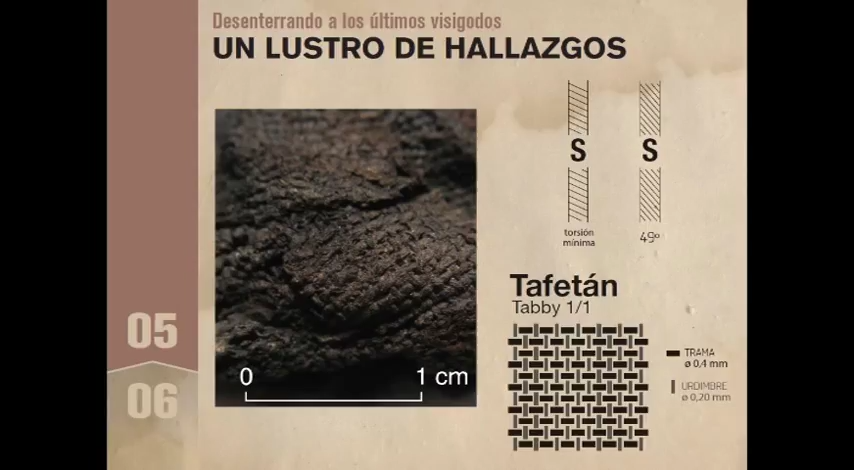 Desenterrando a los últimos visigodos
UN LUSTRO DE HALLAZGOS
S S
torsión
mínima
Tafetán
Tabby 1/1
TRAMA
ø 0,4 mm
URDIMBRE
ø 0,20 mm
0 1 cm
05
06